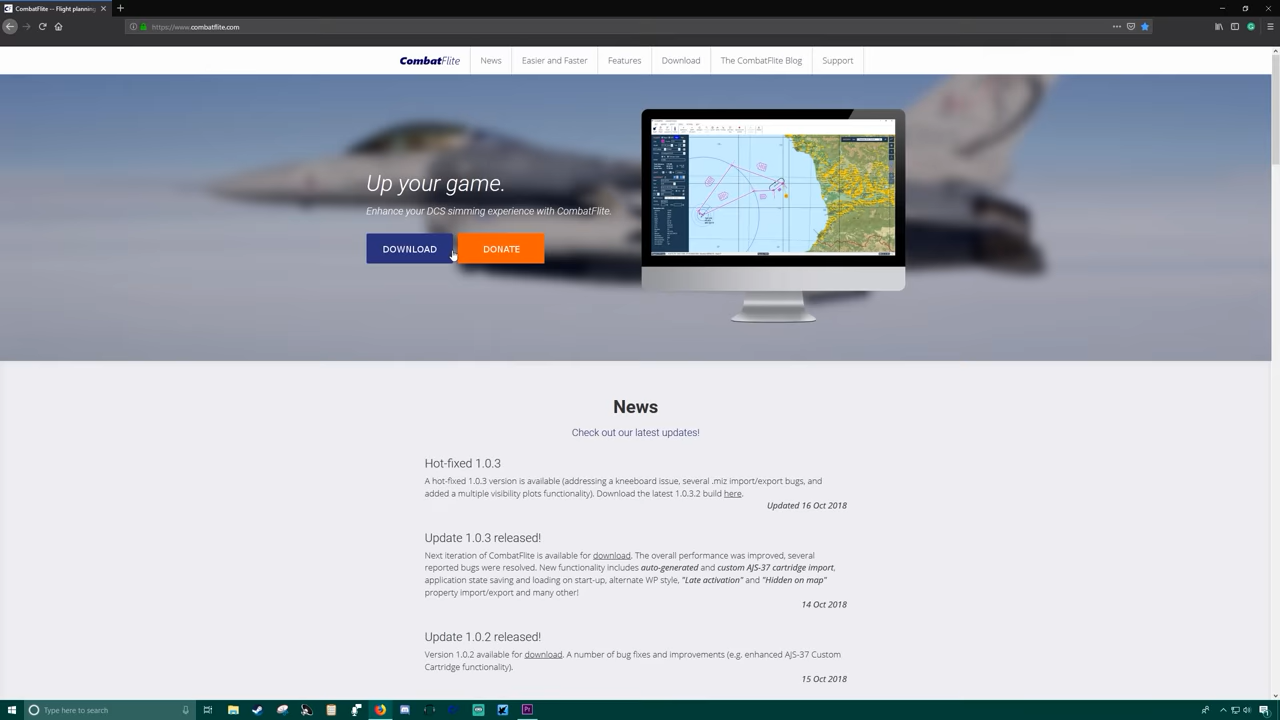 CombatFlite -- Flight planning
https://www.combatflite.com
CombatFlite
News
Easier and Faster
Features
Download
The CombatFlite Blog
Support
Up your game.
Enhance your DCS simming experience with CombatFlite.
DOWNLOAD
DONATE
News
Check out our latest updates!
Hot-fixed 1.0.3
A hot-fixed 1.0.3 version is available (addressing a kneeboard issue, several .miz import/export bugs, and
added a multiple visibility plots functionality). Download the latest 1.0.3.2 build here.
Updated 16 Oct 2018
Update 1.0.3 released!
Next iteration of CombatFlite is available for download. The overall performance was improved, several
reported bugs were resolved. New functionality includes auto-generated and custom AJS-37 cartridge import,
application state saving and loading on start-up, alternate WP style, "Late activation" and "Hidden on map"
property import/export and many other!
14 Oct 2018
Update 1.0.2 released!
Version 1.0.2 available for download. A number of bug fixes and improvements (e.g. enhanced AJS-37 Custom
Cartridge functionality).
15 Oct 2018
Type here to search